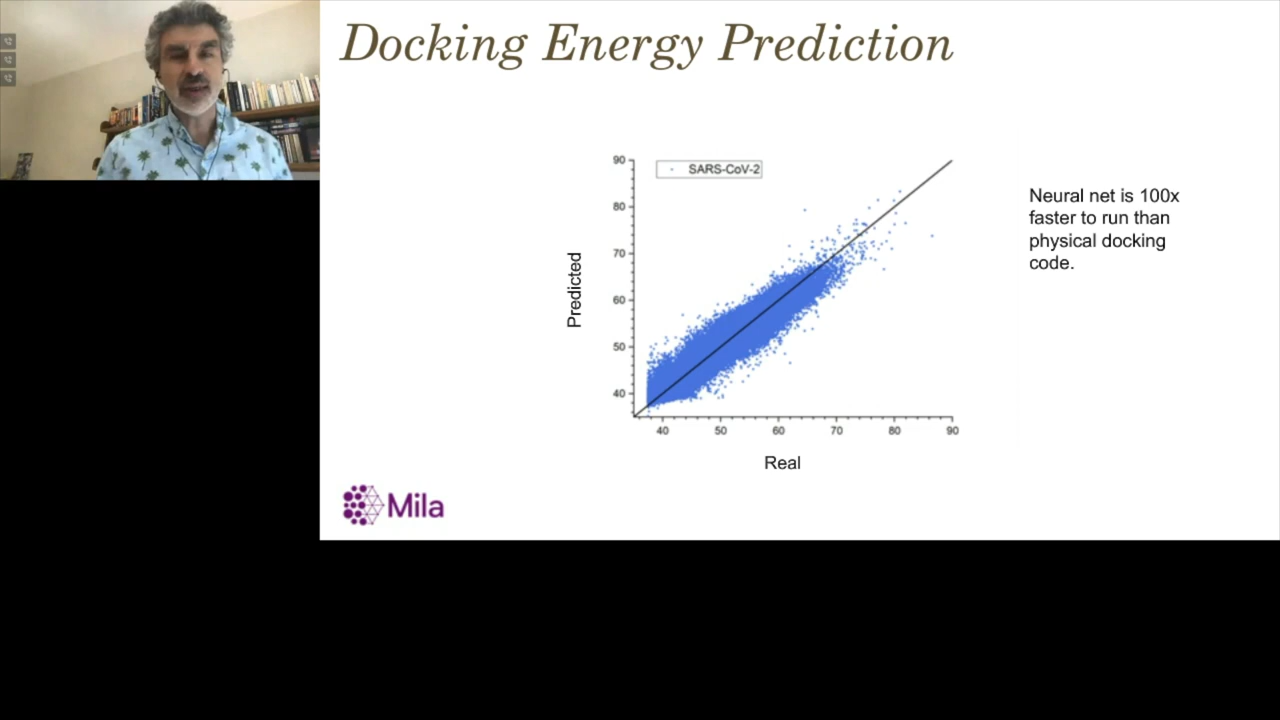 Docking Energy Prediction
90
SARS-CoV-2
80
70
60
50
40
Predicted
40 50 60 70 80 90
Real
Neural net is 100x
faster to run than
physical docking
code.
Mila